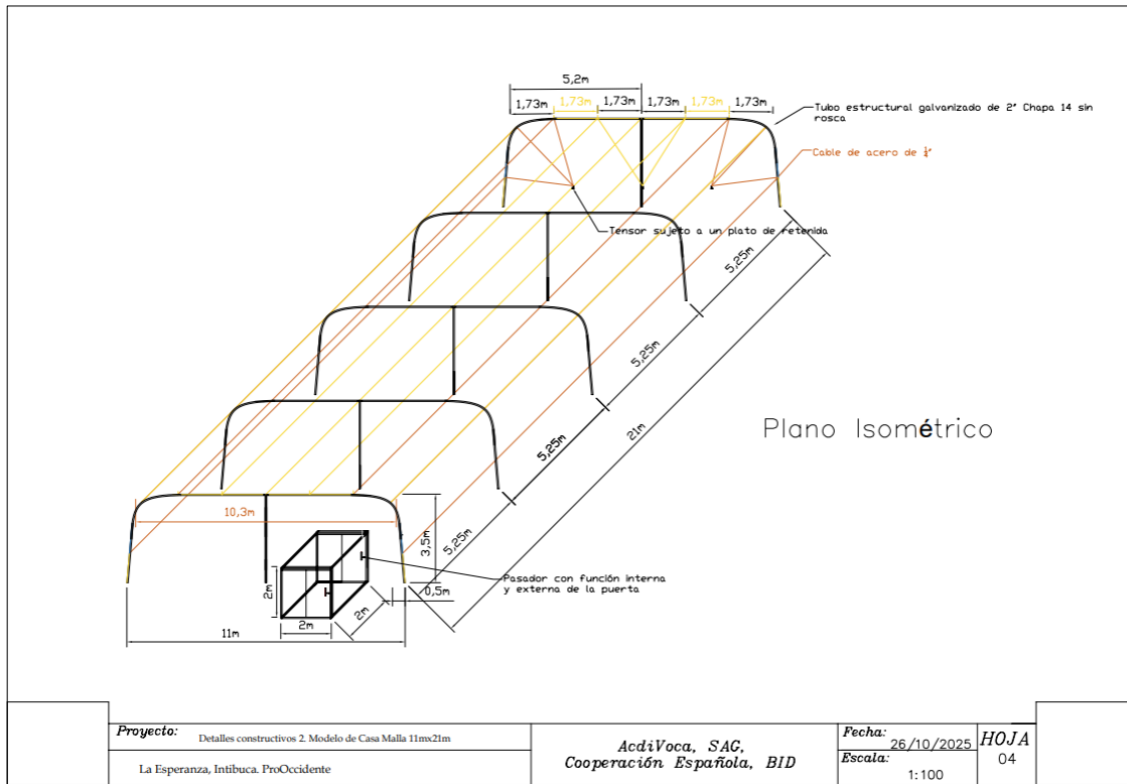 5,2m
1,73m 1,73m 1,73m 1,73m 1,73m 1,73m
Tubo estructural galvanizado de 2" Chapa 14 sin
rosca
Cable de acero de ¼"
Tensor sujeto a un plato de retenida
5,25m
5,25m
21m
Plano Isométrico
5,25m
10,3m
3,5m
5,25m
Pasador con función interna
y externa de la puerta
2m
0,5m
2m
2m
11m
Proyecto: Detalles constructivos 2. Modelo de Casa Malla 11mx21m
La Esperanza, Intibuca. ProOccidente
AcdiVoca, SAG,
Cooperación Española, BID
Fecha: 26/10/2025
Escala:
1:100
HOJA
04